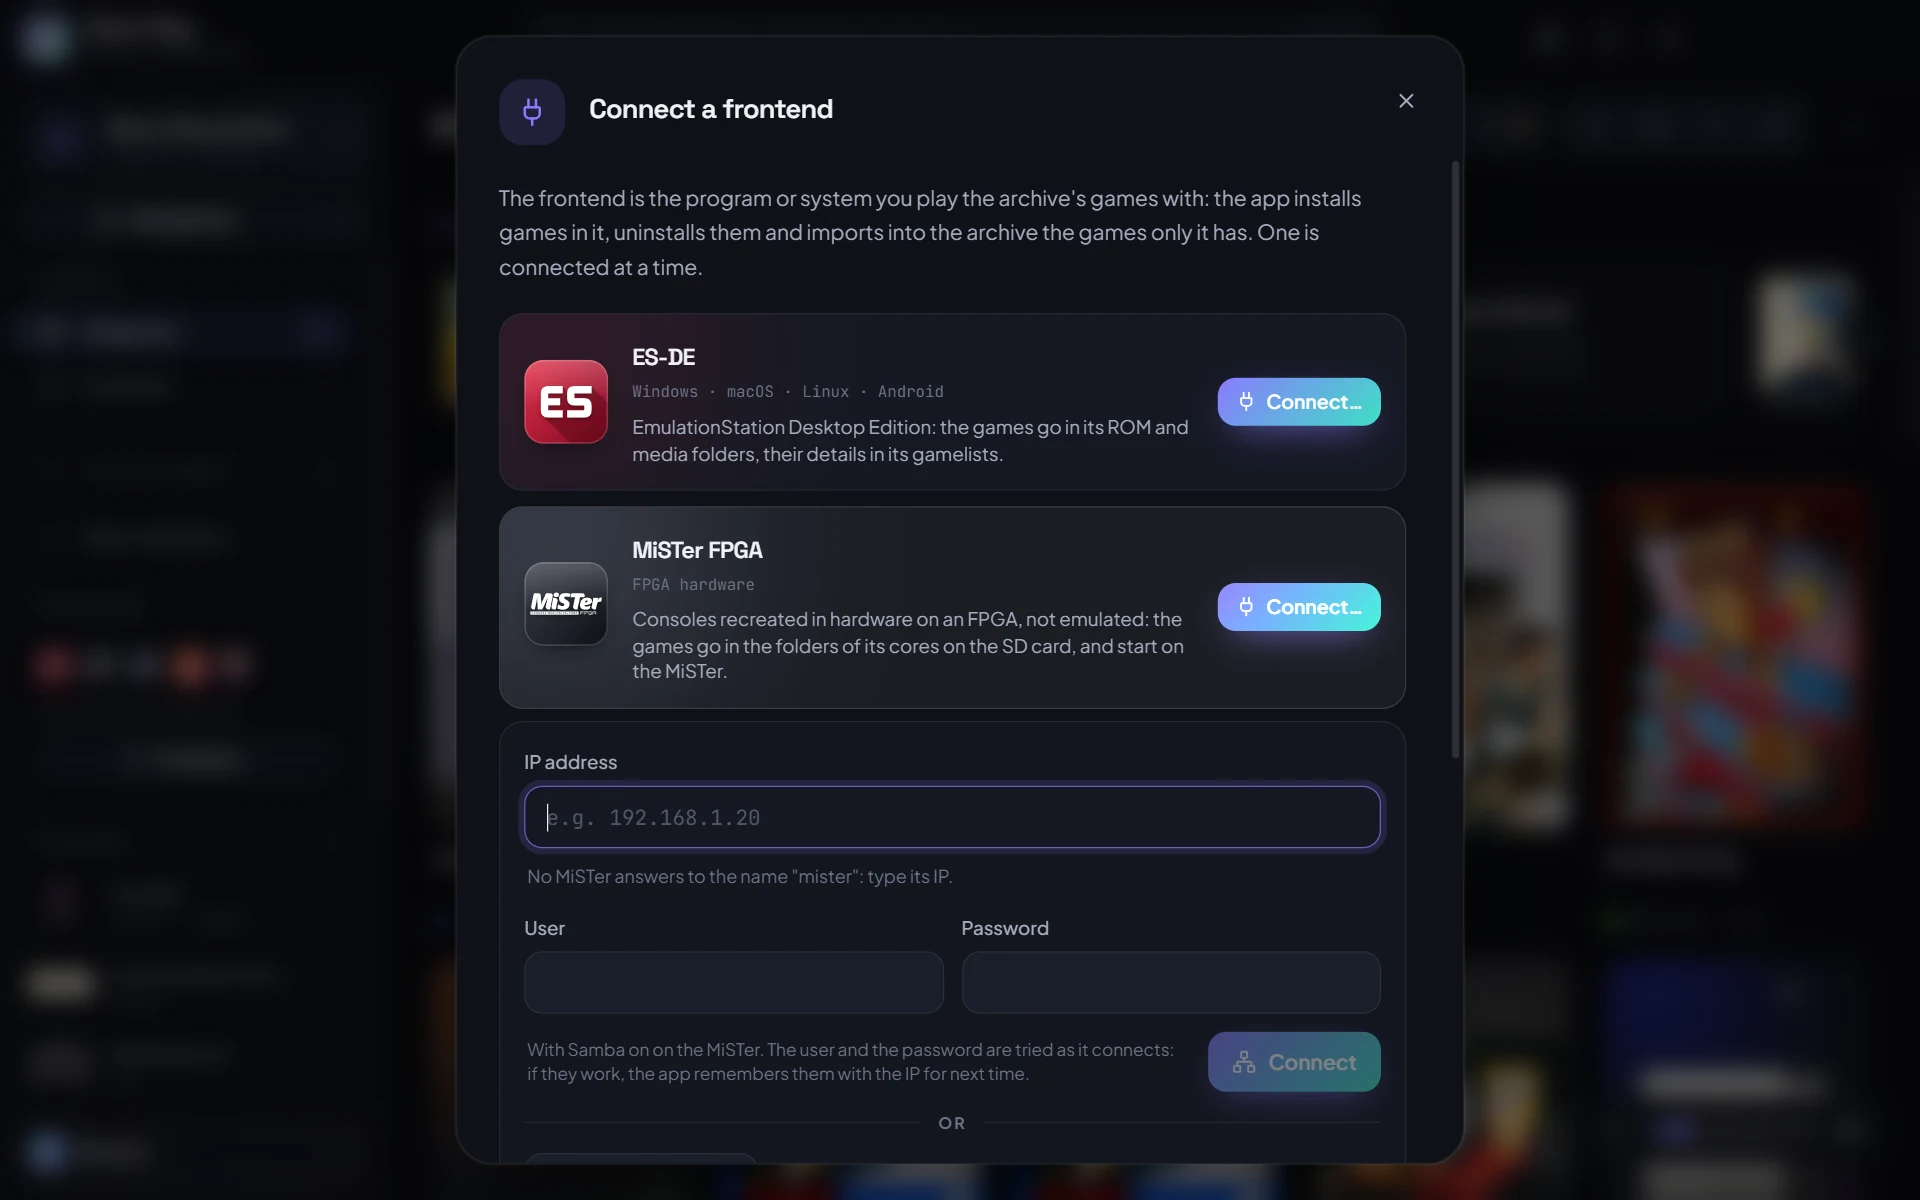 Connect a frontend
The frontend is the program or system you play the archive's games with: the app installs
games in it, uninstalls them and imports into the archive the games only it has. One is
connected at a time.
ES
ES-DE
Windows · macOS · Linux · Android
EmulationStation Desktop Edition: the games go in its ROM and
media folders, their details in its gamelists.
Connect…
MiSTer
FPGA
MiSTer FPGA
FPGA hardware
Consoles recreated in hardware on an FPGA, not emulated: the
games go in the folders of its cores on the SD card, and start on
the MiSTer.
Connect…
IP address
e.g. 192.168.1.20
No MiSTer answers to the name "mister": type its IP.
User
Password
With Samba on on the MiSTer. The user and the password are tried as it connects:
if they work, the app remembers them with the IP for next time.
Connect
OR